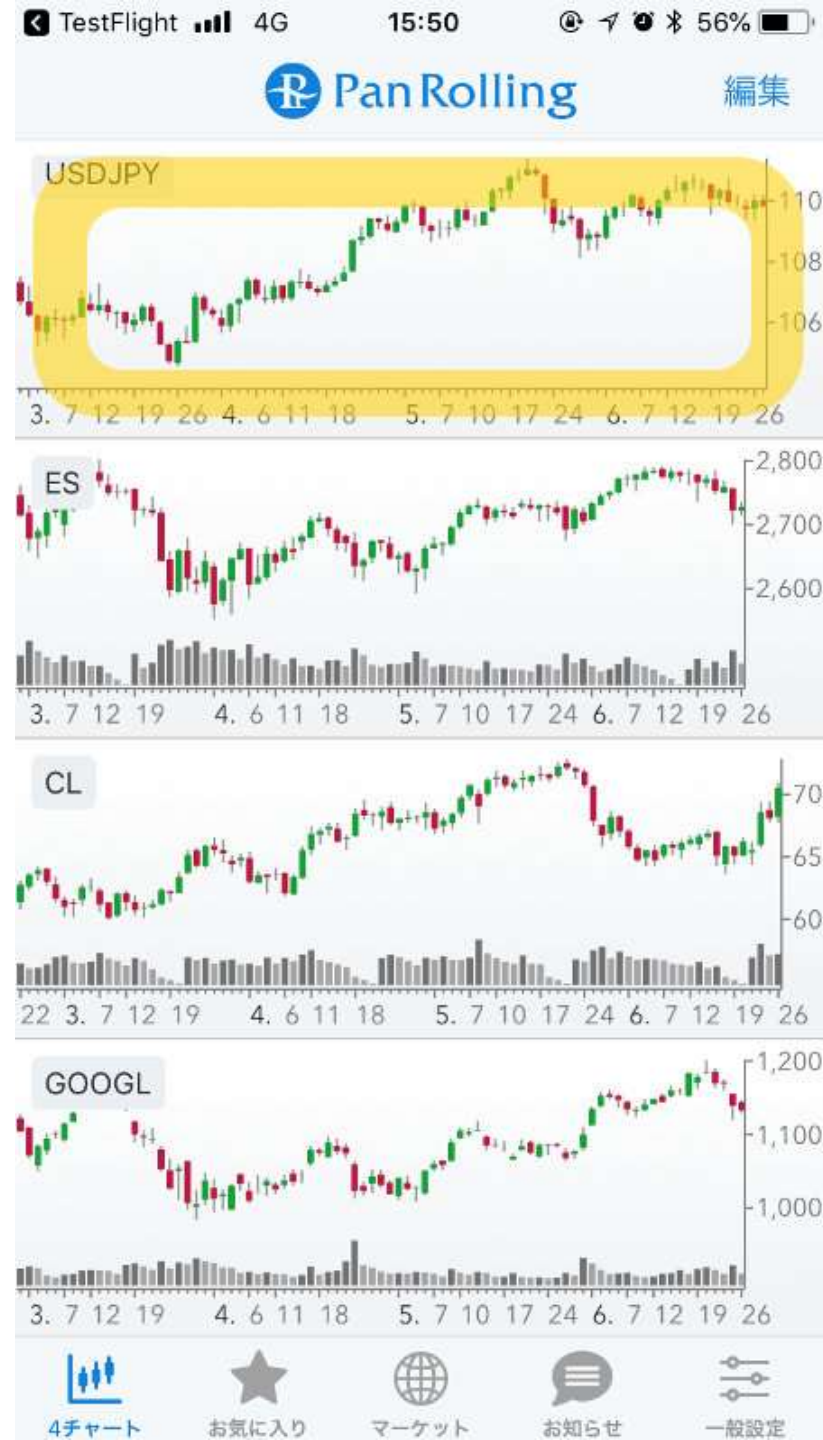 TestFlight 4G 15:50 56%
Pan Rolling 編集
USDJPY
110
108
106
3. 7 12 19 26 4. 6 11 18 5. 7 10 17 24 6. 7 12 19 26
ES
2,800
2,700
2,600
3. 7 12 19 4. 6 11 18 5. 7 10 17 24 6. 7 12 19 26
CL
70
65
60
22 3. 7 12 19 4. 6 11 18 5. 7 10 17 24 6. 7 12 19 26
GOOGL
1,200
1,100
1,000
3. 7 12 19 4. 6 11 18 5. 7 10 17 24 6. 7 12 19 26
4チャート お気に入り マーケット お知らせ 一般設定